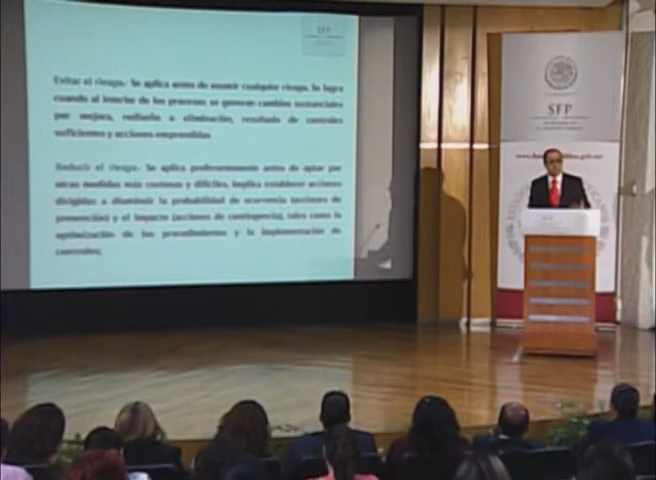 SFP
Evitar el riesgo.- Se aplica antes de asumir cualquier riesgo. Se logra
cuando al interior de los procesos se generan cambios sustanciales
por mejora, rediseño o eliminación, resultado de controles
suficientes y acciones emprendidas
Reducir el riesgo.- Se aplica preferentemente antes de optar por
otras medidas más costosas y difíciles. Implica establecer acciones
dirigidas a disminuir la probabilidad de ocurrencia (acciones de
prevención) y el impacto (acciones de contingencia), tales como la
optimización de los procedimientos y la implementación de
controles;
SFP